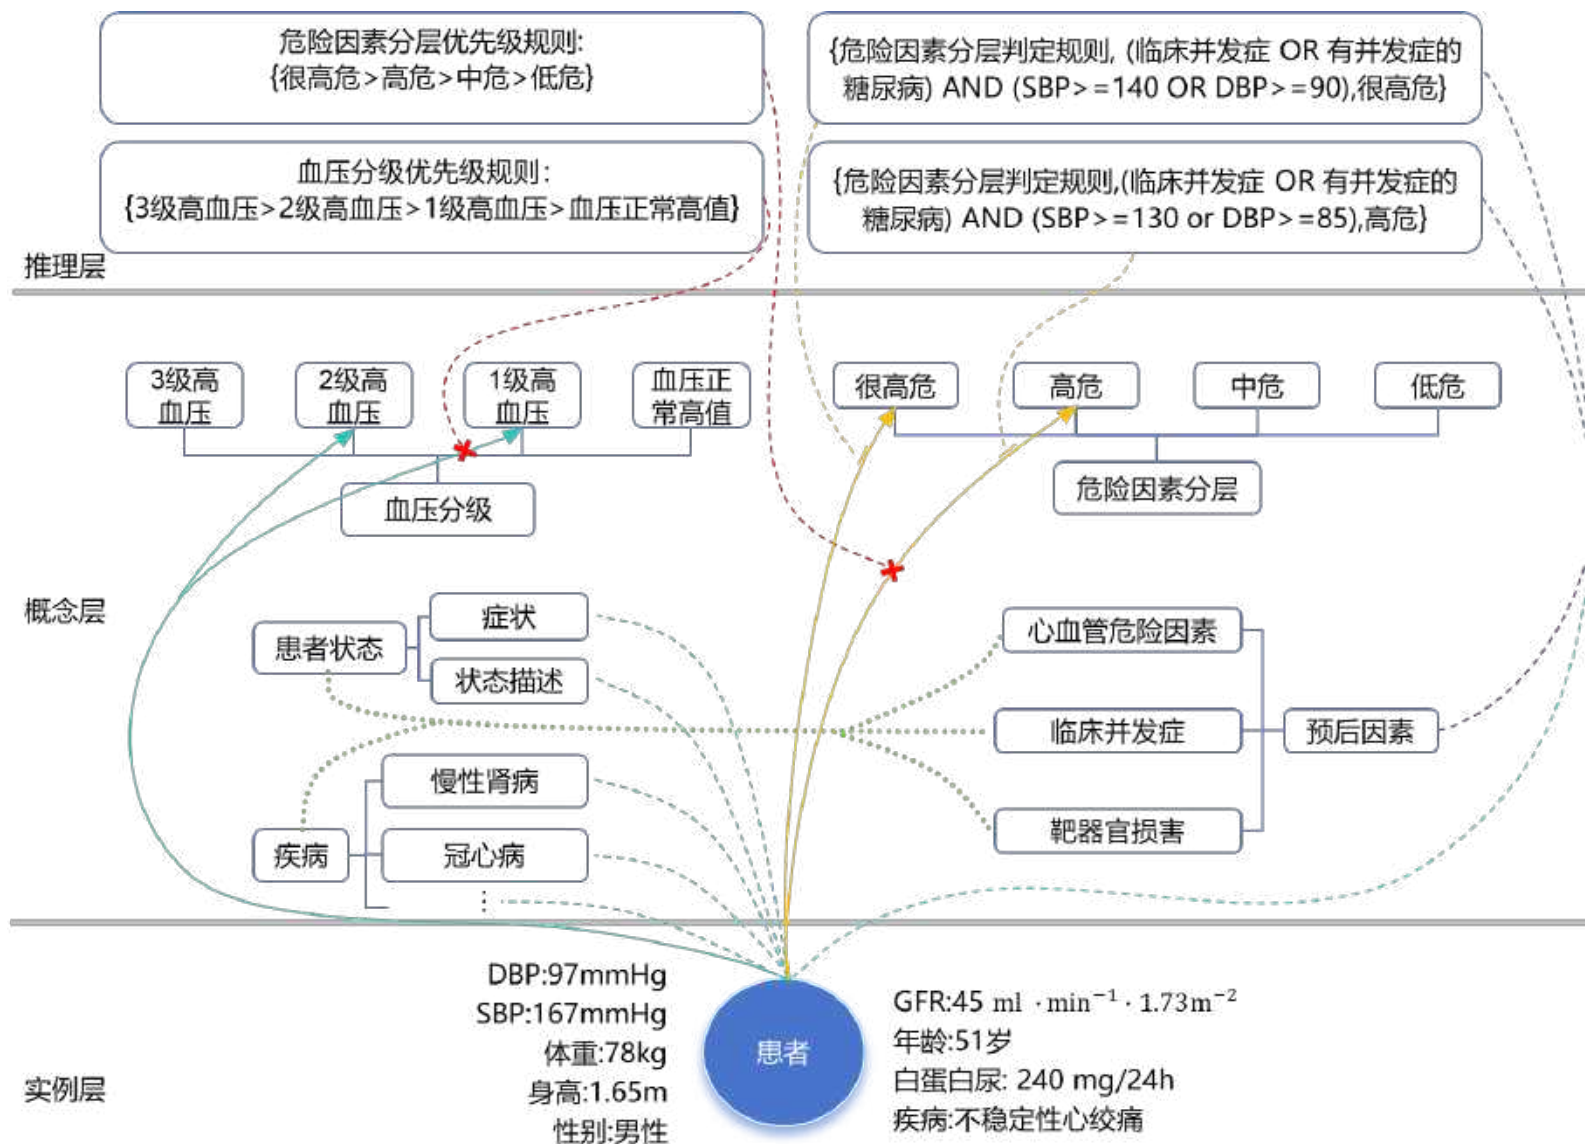 危险因素分层优先级规则:
{很高危>高危>中危>低危}
{危险因素分层判定规则, (临床并发症 OR 有并发症的
糖尿病) AND (SBP>=140 OR DBP>=90),很高危}
血压分级优先级规则:
{3级高血压>2级高血压>1级高血压>血压正常高值}
{危险因素分层判定规则,(临床并发症 OR 有并发症的
糖尿病) AND (SBP>=130 or DBP>=85),高危}
推理层
3级高
血压
2级高
血压
1级高
血压
血压正
常高值
很高危
高危
中危
低危
血压分级
危险因素分层
概念层
患者状态
症状
状态描述
心血管危险因素
临床并发症
预后因素
靶器官损害
疾病
慢性肾病
冠心病
⋮
实例层
DBP:97mmHg
SBP:167mmHg
体重:78kg
身高:1.65m
性别:男性
患者
GFR:45 ml · min⁻¹ · 1.73m⁻²
年龄:51岁
白蛋白尿: 240 mg/24h
疾病:不稳定性心绞痛